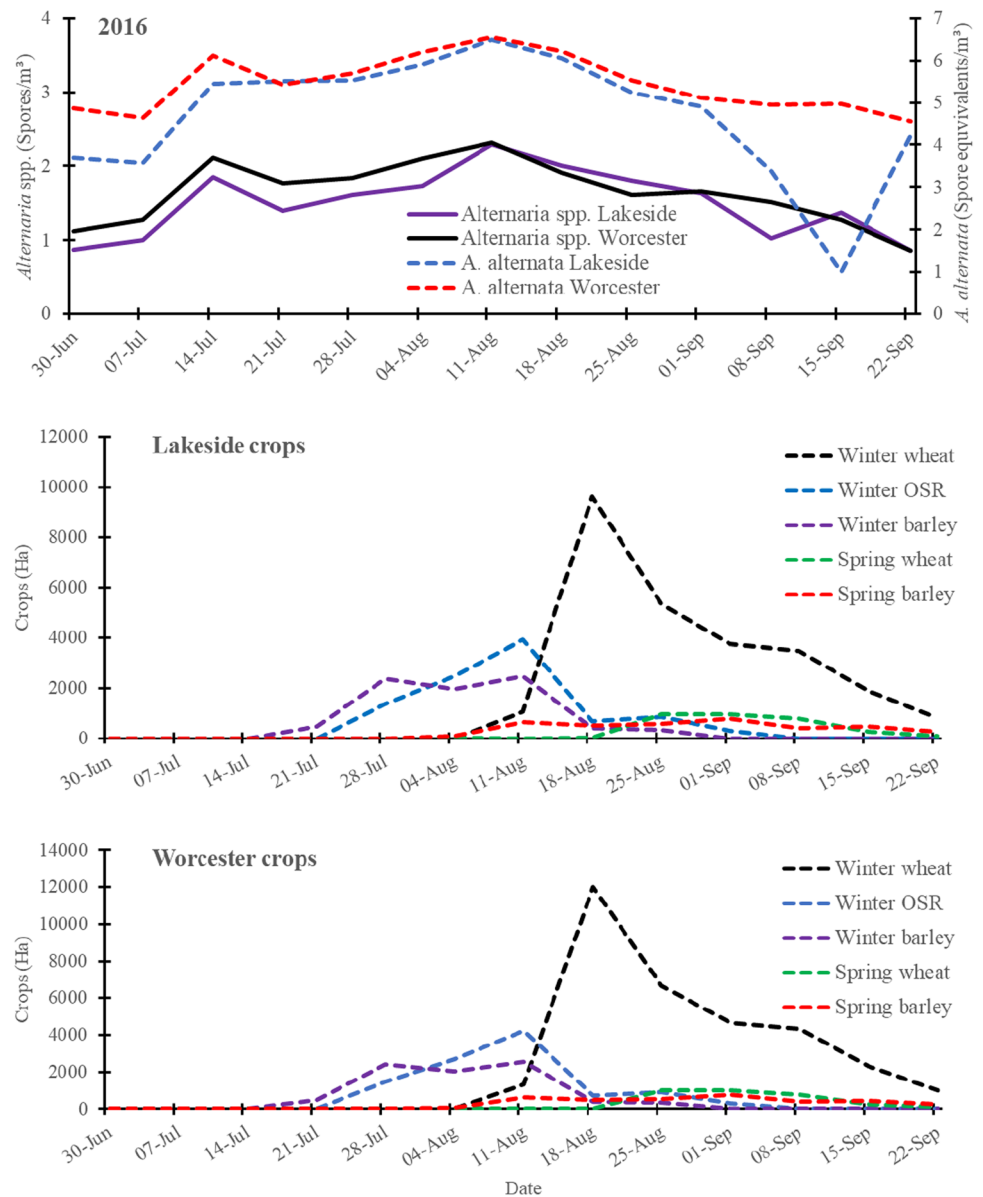 2016
Alternaria spp. (Spores/m³)
4
3
2
1
0
A. alternata (Spore equvivalents/m³)
7
6
5
4
3
2
1
0
Alternaria spp. Lakeside
Alternaria spp. Worcester
A. alternata Lakeside
A. alternata Worcester
30-Jun 07-Jul 14-Jul 21-Jul 28-Jul 04-Aug 11-Aug 18-Aug 25-Aug 01-Sep 08-Sep 15-Sep 22-Sep
Lakeside crops
Crops (Ha)
12000
10000
8000
6000
4000
2000
0
Winter wheat
Winter OSR
Winter barley
Spring wheat
Spring barley
30-Jun 07-Jul 14-Jul 21-Jul 28-Jul 04-Aug 11-Aug 18-Aug 25-Aug 01-Sep 08-Sep 15-Sep 22-Sep
Worcester crops
Crops (Ha)
14000
12000
10000
8000
6000
4000
2000
0
Winter wheat
Winter OSR
Winter barley
Spring wheat
Spring barley
30-Jun 07-Jul 14-Jul 21-Jul 28-Jul 04-Aug 11-Aug 18-Aug 25-Aug 01-Sep 08-Sep 15-Sep 22-Sep
Date